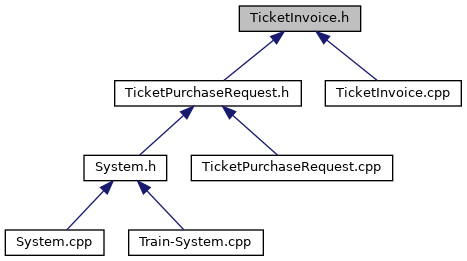 TicketInvoice.h
TicketPurchaseRequest.h
TicketInvoice.cpp
System.h
TicketPurchaseRequest.cpp
System.cpp
Train-System.cpp